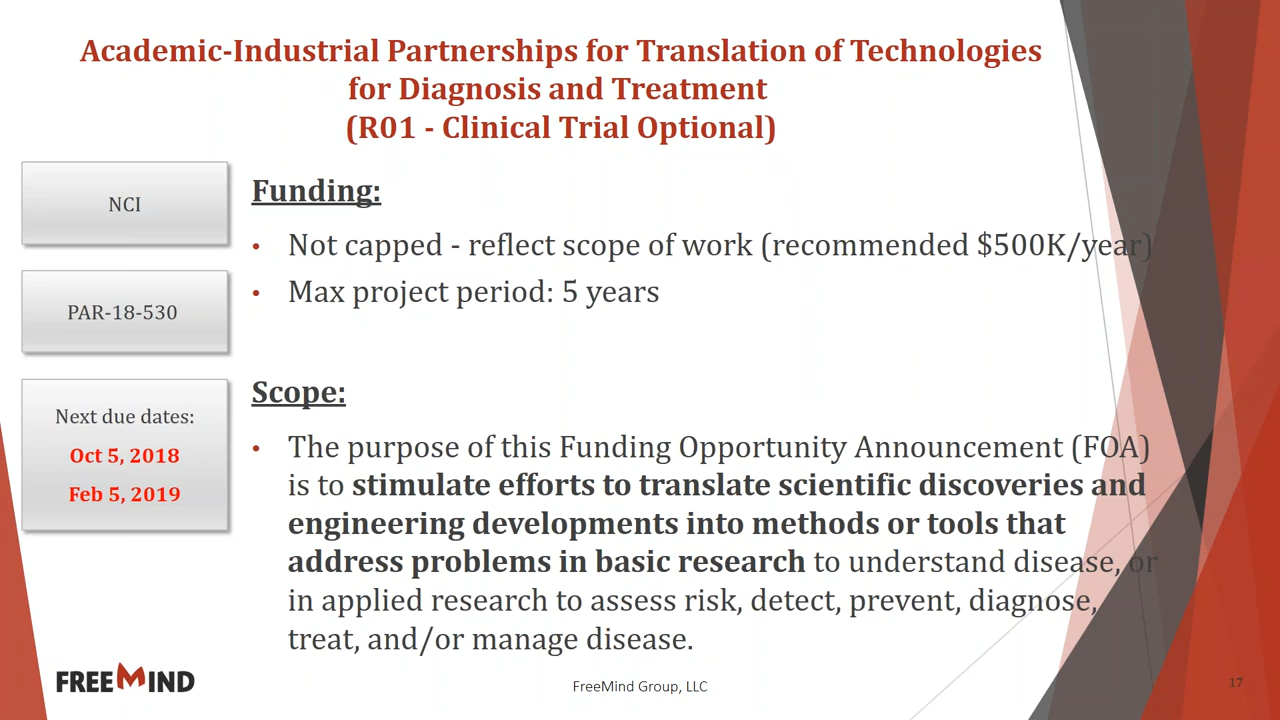 Academic-Industrial Partnerships for Translation of Technologies
for Diagnosis and Treatment
(R01 - Clinical Trial Optional)
NCI
PAR-18-530
Next due dates:
Oct 5, 2018
Feb 5, 2019
Funding:
• Not capped - reflect scope of work (recommended $500K/year)
• Max project period: 5 years
Scope:
• The purpose of this Funding Opportunity Announcement (FOA)
is to stimulate efforts to translate scientific discoveries and
engineering developments into methods or tools that
address problems in basic research to understand disease, or
in applied research to assess risk, detect, prevent, diagnose,
treat, and/or manage disease.
FREEMIND
FreeMind Group, LLC
17